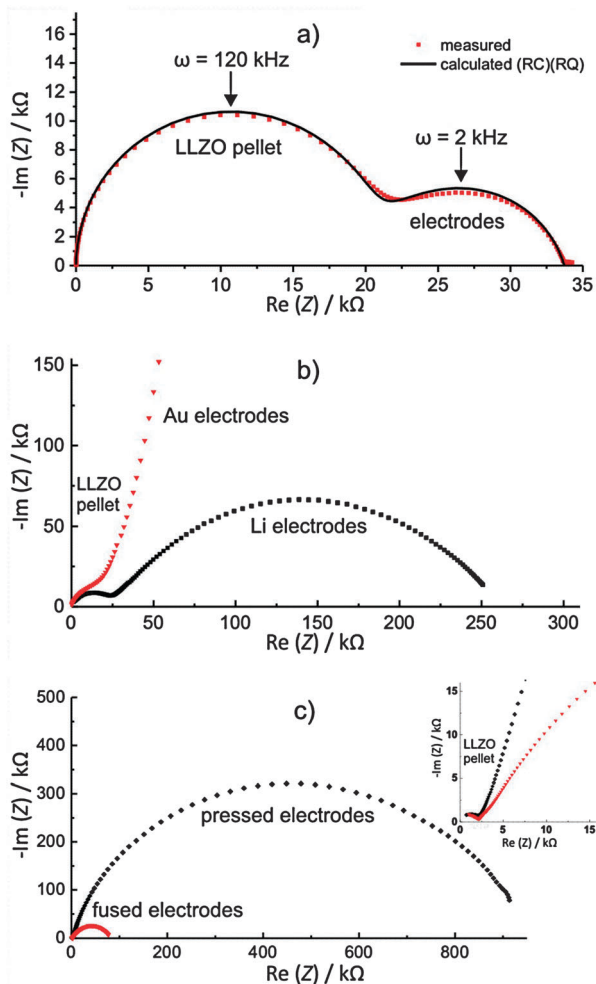 a)
measured
calculated (RC)(RQ)
ω = 120 kHz
LLZO pellet
ω = 2 kHz
electrodes
-Im (Z) / kΩ
16
14
12
10
8
6
4
2
0
0 5 10 15 20 25 30 35
Re (Z) / kΩ
b)
Au electrodes
LLZO
pellet
Li electrodes
-Im (Z) / kΩ
150
100
50
0
0 50 100 150 200 250 300
Re (Z) / kΩ
c)
pressed electrodes
fused electrodes
-Im (Z) / kΩ
500
400
300
200
100
0
0 200 400 600 800
Re (Z) / kΩ
LLZO
pellet
-Im (Z) / kΩ
15
10
5
0
0 5 10 15
Re (Z) / kΩ